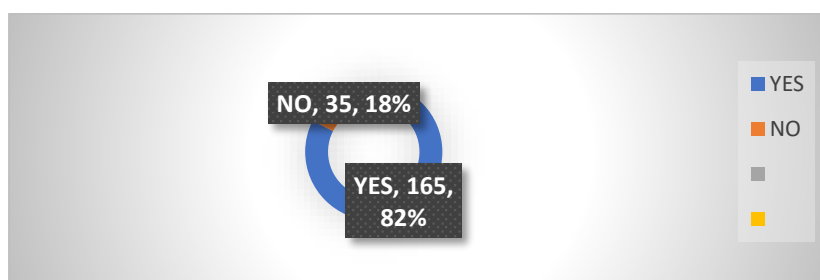 NO, 35, 18%
YES, 165,
82%
YES
NO